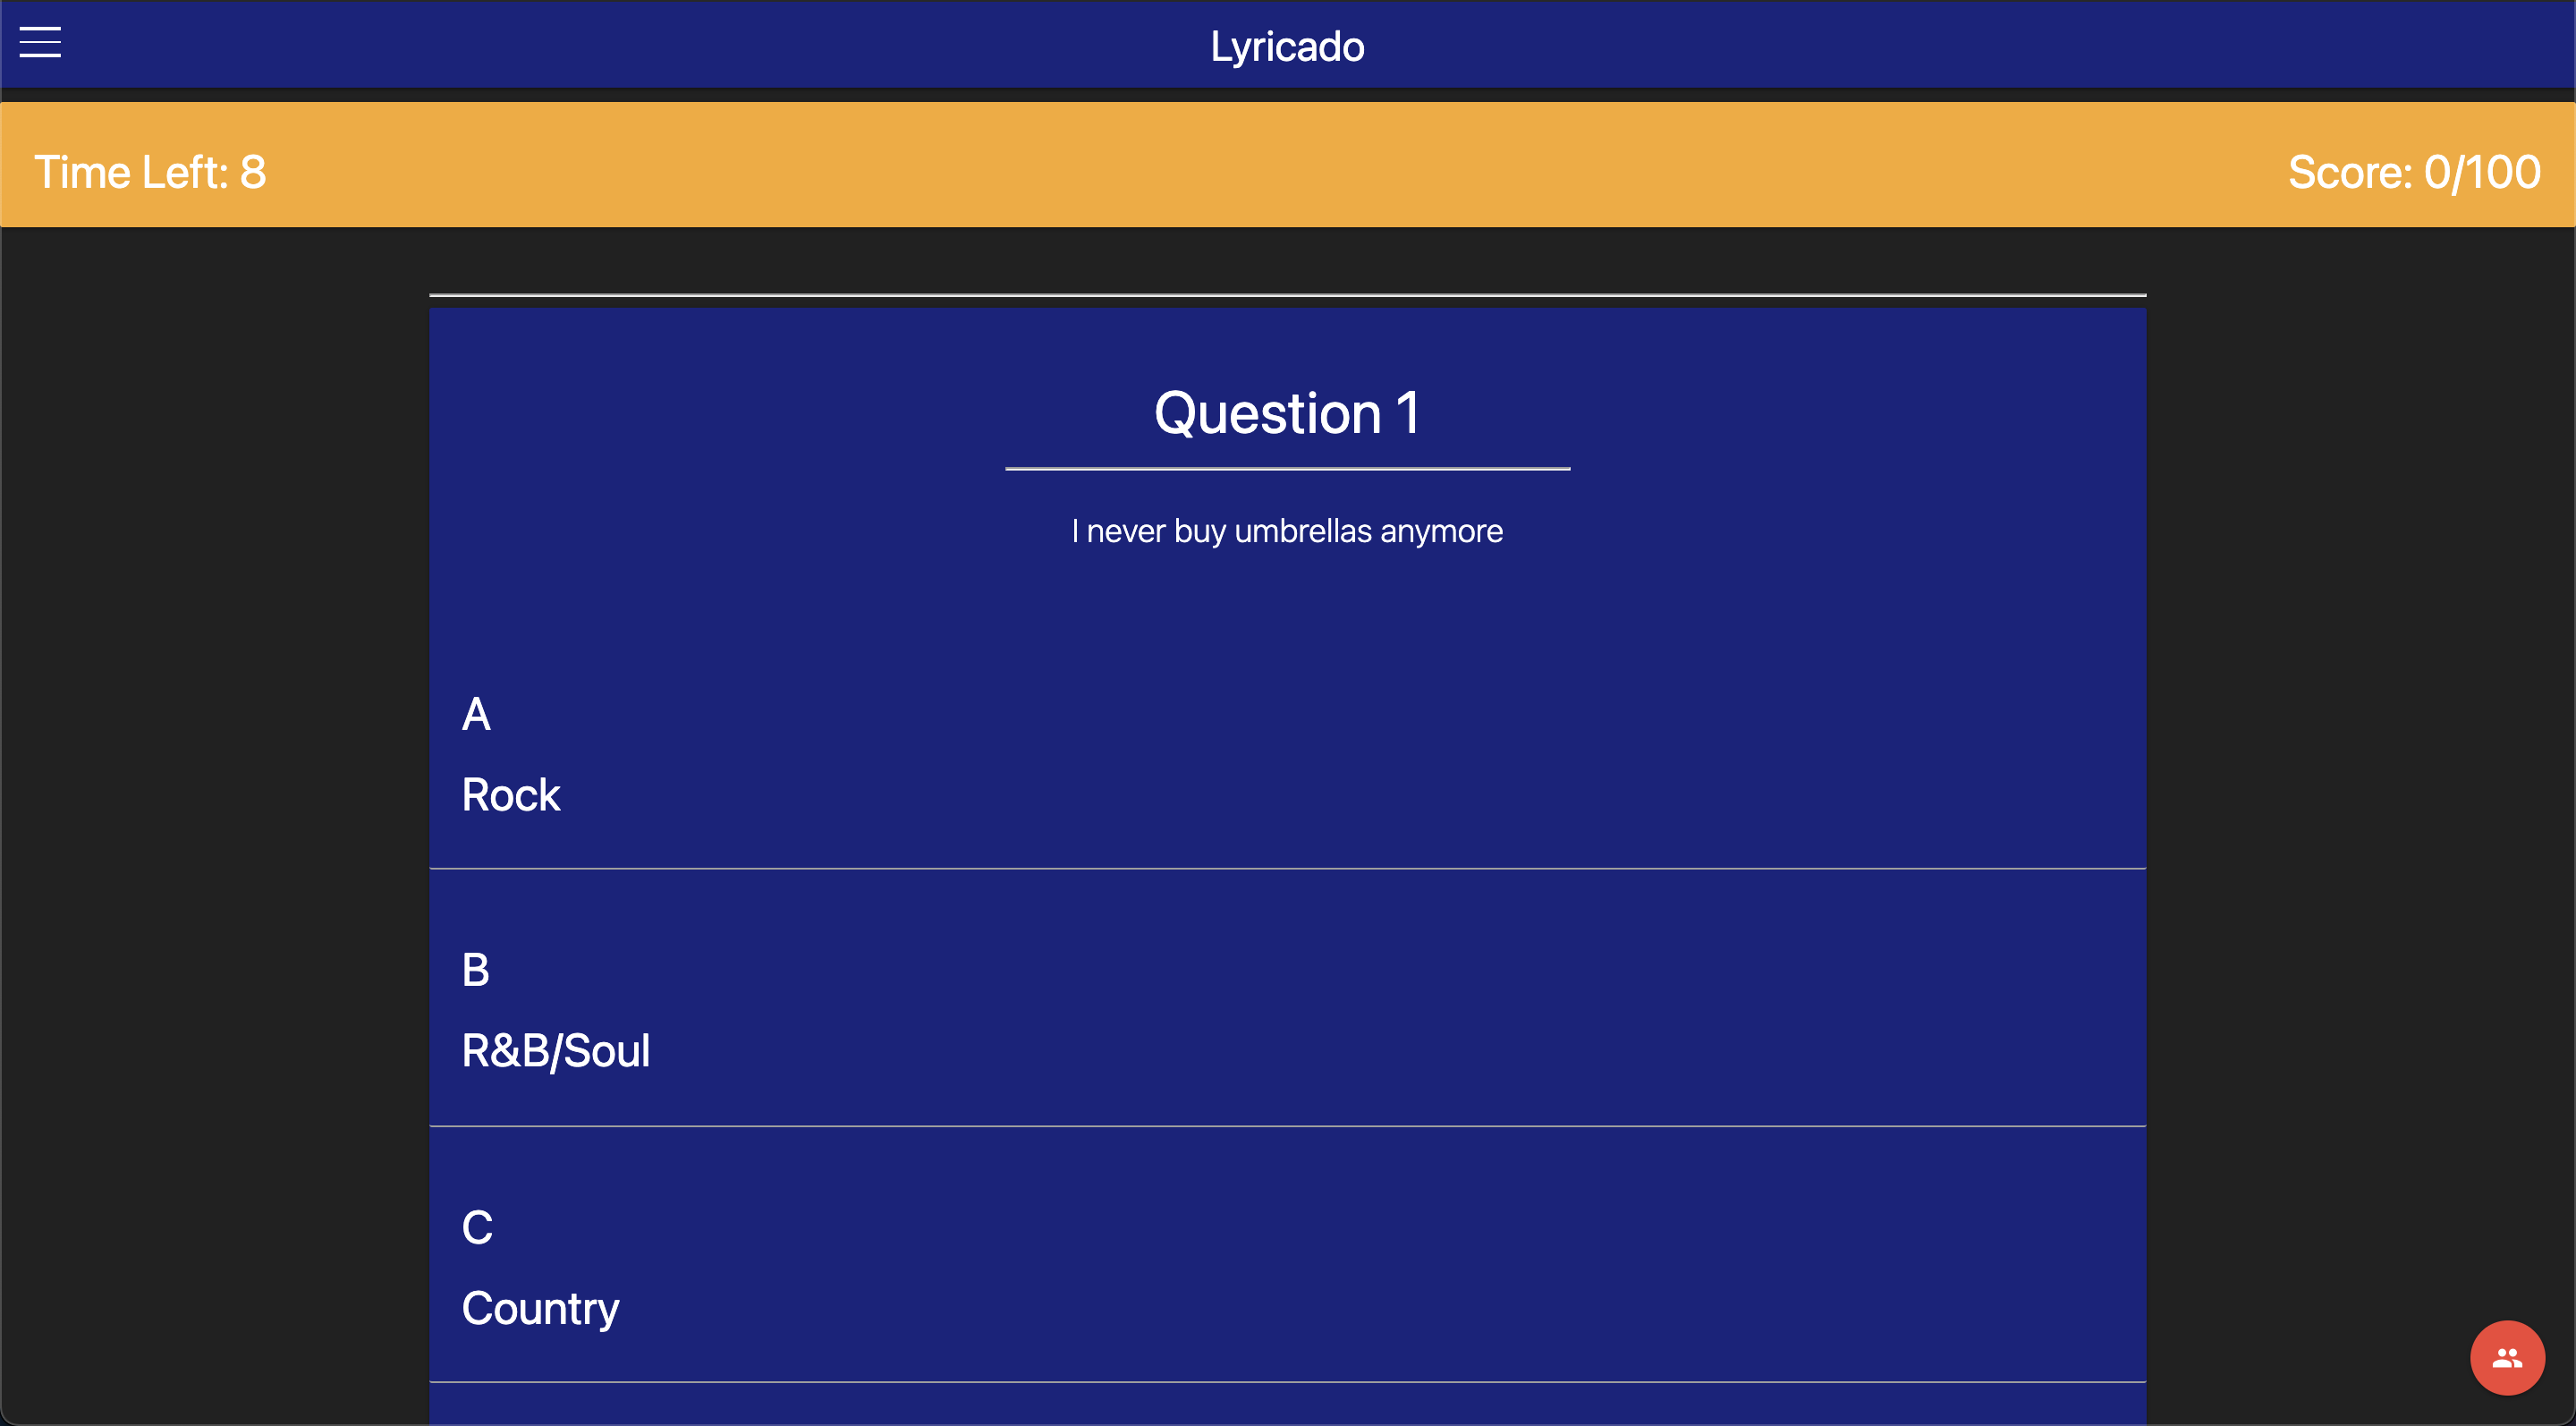 Lyricado
Time Left: 8
Score: 0/100
Question 1
I never buy umbrellas anymore
A
Rock
B
R&B/Soul
C
Country